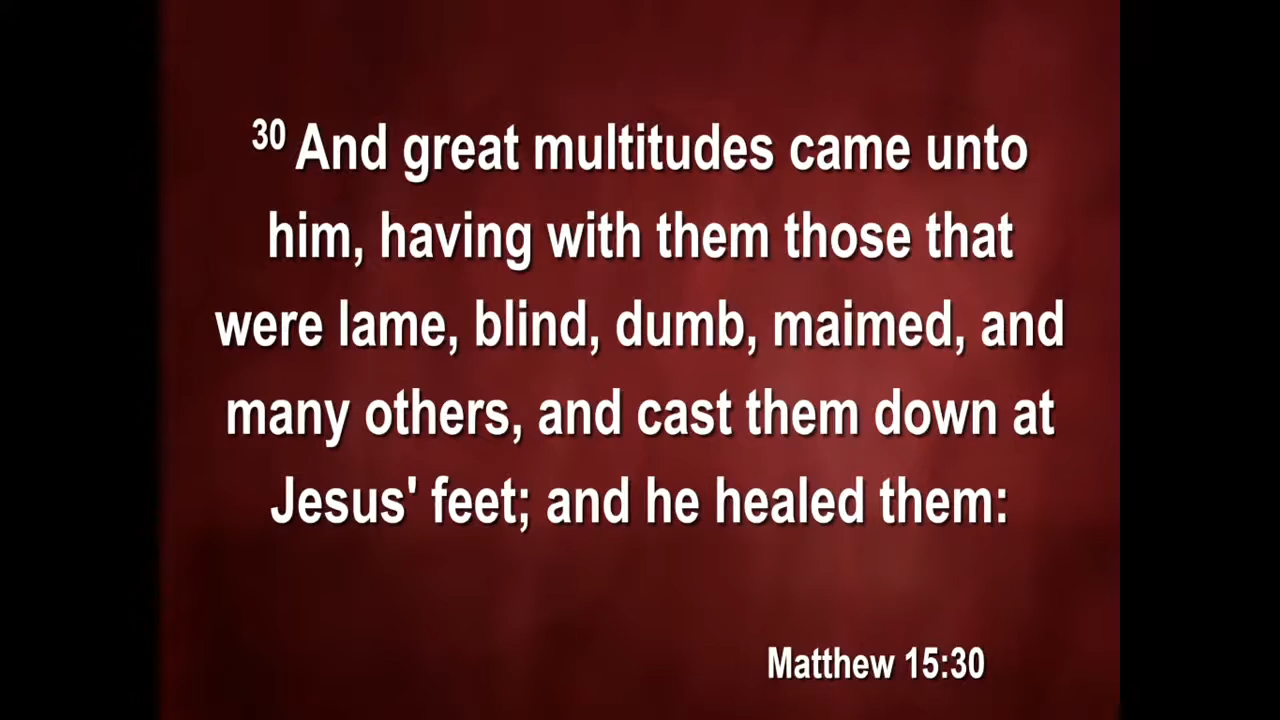 30 And great multitudes came unto
him, having with them those that
were lame, blind, dumb, maimed, and
many others, and cast them down at
Jesus' feet; and he healed them:
Matthew 15:30